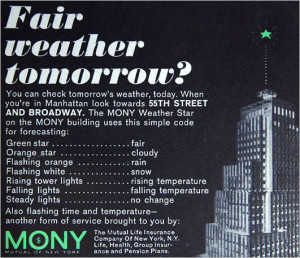 Fair
weather
tomorrow?
You can check tomorrow's weather, today. When
you're in Manhattan look towards 55TH STREET
AND BROADWAY. The MONY Weather Star
on the MONY building uses this simple code
for forecasting:
Green star . . . . . . . . . . . . . . . fair
Orange star . . . . . . . . . . . . . . cloudy
Flashing orange . . . . . . . . . . rain
Flashing white . . . . . . . . . . . snow
Rising tower lights . . . . . . . . rising temperature
Falling lights . . . . . . . . . . . . falling temperature
Steady lights . . . . . . . . . . . . no change
Also flashing time and temperature—
another form of service brought to you by:
MONY
MUTUAL OF NEW YORK
The Mutual Life Insurance
Company Of New York, N.Y.
Life, Health, Group Insur-
ance and Pension Plans.